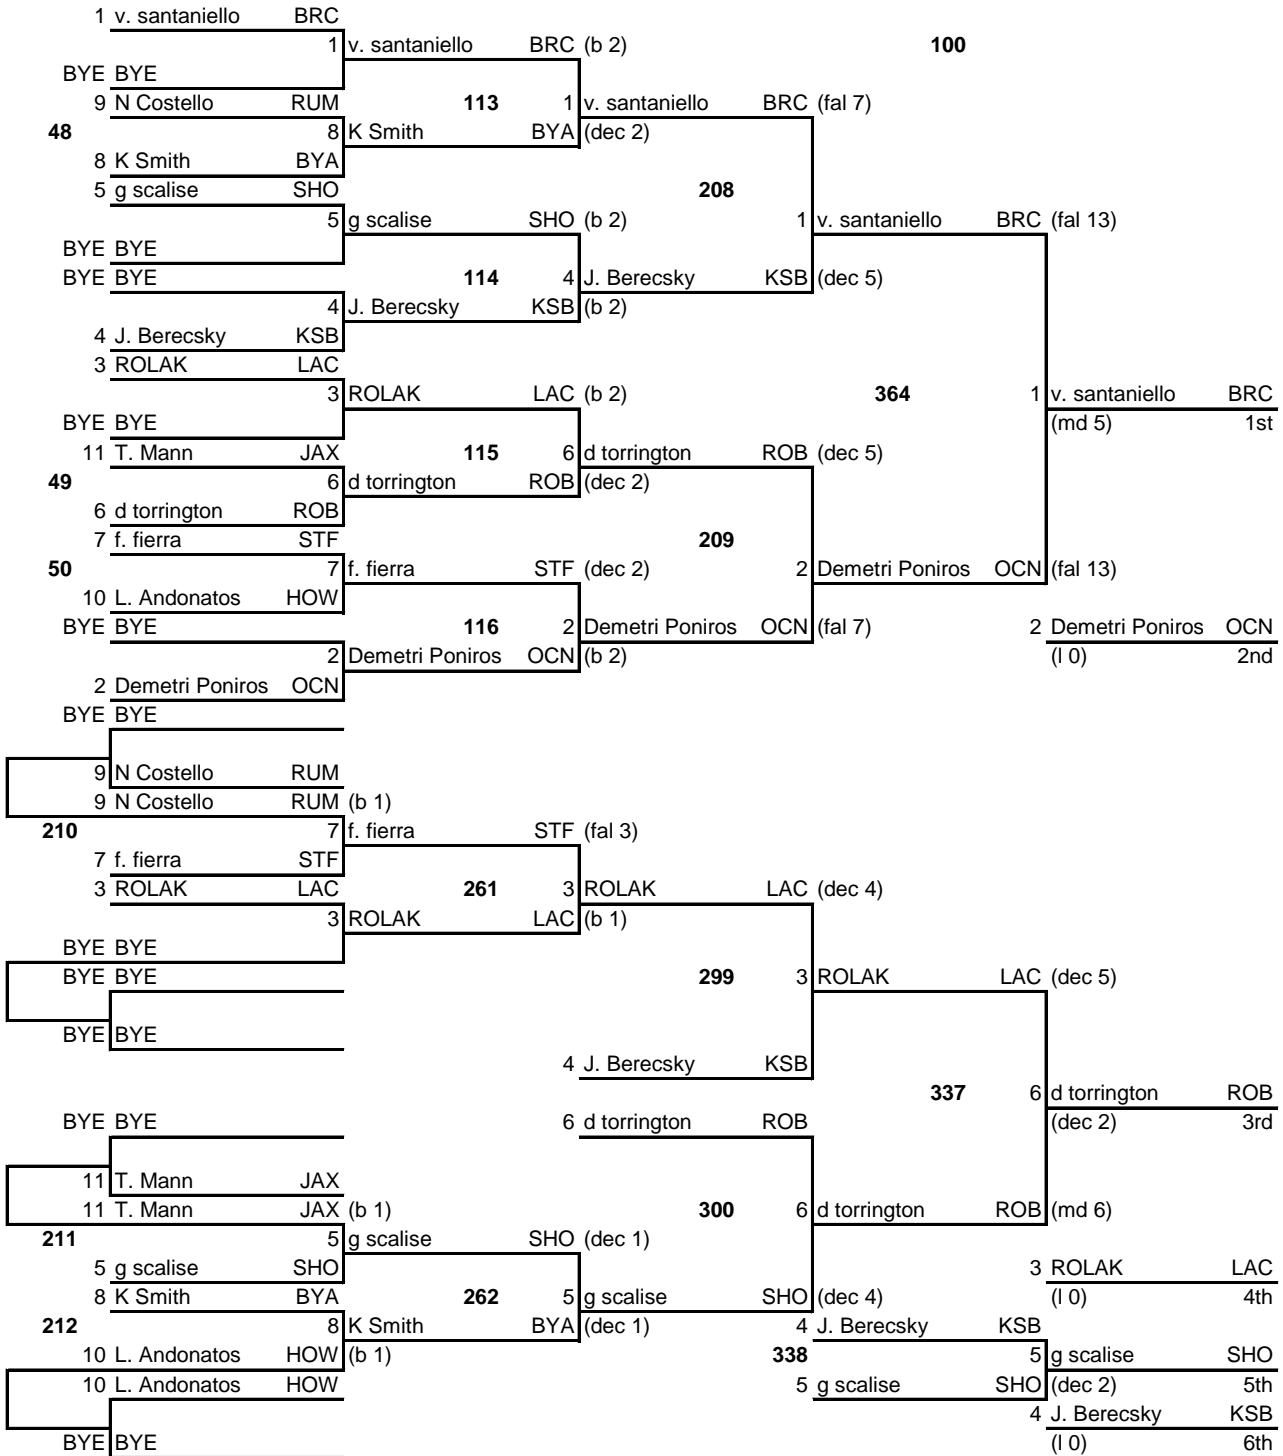 1 v. santaniello BRC
1 v. santaniello BRC (b 2) 100
BYE BYE
9 N Costello RUM 113 1 v. santaniello BRC (fal 7)
48 8 K Smith BYA (dec 2)
8 K Smith BYA
5 g scalise SHO 208
5 g scalise SHO (b 2) 1 v. santaniello BRC (fal 13)
BYE BYE
BYE BYE 114 4 J. Berecsky KSB (dec 5)
4 J. Berecsky KSB (b 2)
4 J. Berecsky KSB
3 ROLAK LAC
3 ROLAK LAC (b 2) 364 1 v. santaniello BRC
BYE BYE (md 5) 1st
11 T. Mann JAX 115 6 d torrington ROB (dec 5)
49 6 d torrington ROB (dec 2)
6 d torrington ROB
7 f. fierra STF 209
50 7 f. fierra STF (dec 2) 2 Demetri Poniros OCN (fal 13)
10 L. Andonatos HOW
BYE BYE 116 2 Demetri Poniros OCN (fal 7) 2 Demetri Poniros OCN
2 Demetri Poniros OCN (b 2) (l 0) 2nd
2 Demetri Poniros OCN
BYE BYE
9 N Costello RUM
9 N Costello RUM (b 1)
210 7 f. fierra STF (fal 3)
7 f. fierra STF
3 ROLAK LAC 261 3 ROLAK LAC (dec 4)
3 ROLAK LAC (b 1)
BYE BYE
BYE BYE 299 3 ROLAK LAC (dec 5)
BYE BYE
4 J. Berecsky KSB
337 6 d torrington ROB
BYE BYE 6 d torrington ROB (dec 2) 3rd
11 T. Mann JAX
11 T. Mann JAX (b 1) 300 6 d torrington ROB (md 6)
211 5 g scalise SHO (dec 1)
5 g scalise SHO 3 ROLAK LAC
8 K Smith BYA 262 5 g scalise SHO (dec 4) (l 0) 4th
212 8 K Smith BYA (dec 1) 4 J. Berecsky KSB
10 L. Andonatos HOW (b 1) 338 5 g scalise SHO
10 L. Andonatos HOW 5 g scalise SHO (dec 2) 5th
4 J. Berecsky KSB
BYE BYE (l 0) 6th